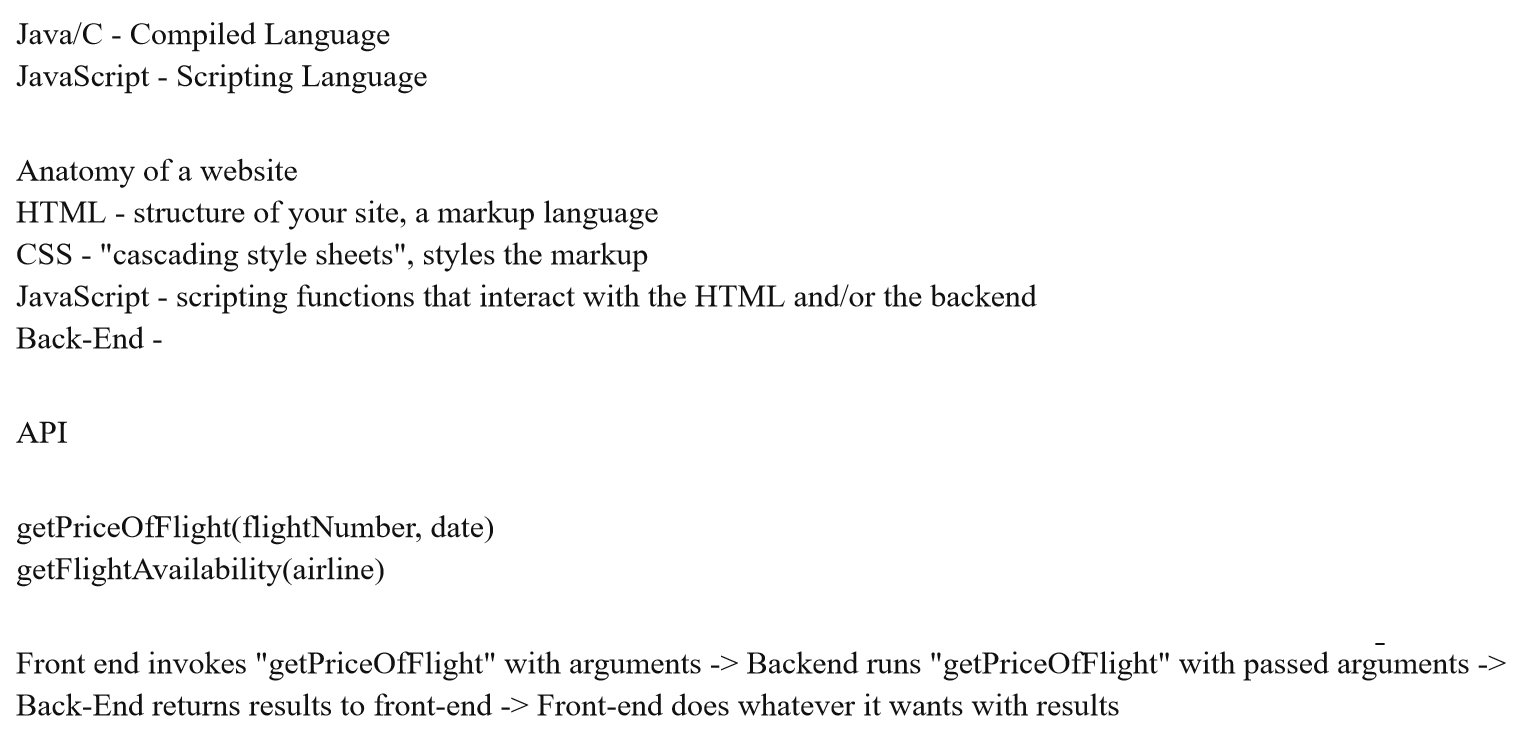 Java/C - Compiled Language
JavaScript - Scripting Language
Anatomy of a website
HTML - structure of your site, a markup language
CSS - "cascading style sheets", styles the markup
JavaScript - scripting functions that interact with the HTML and/or the backend
Back-End -
API
getPriceOfFlight(flightNumber, date)
getFlightAvailability(airline)
Front end invokes "getPriceOfFlight" with arguments -> Backend runs "getPriceOfFlight" with passed arguments ->
Back-End returns results to front-end -> Front-end does whatever it wants with results